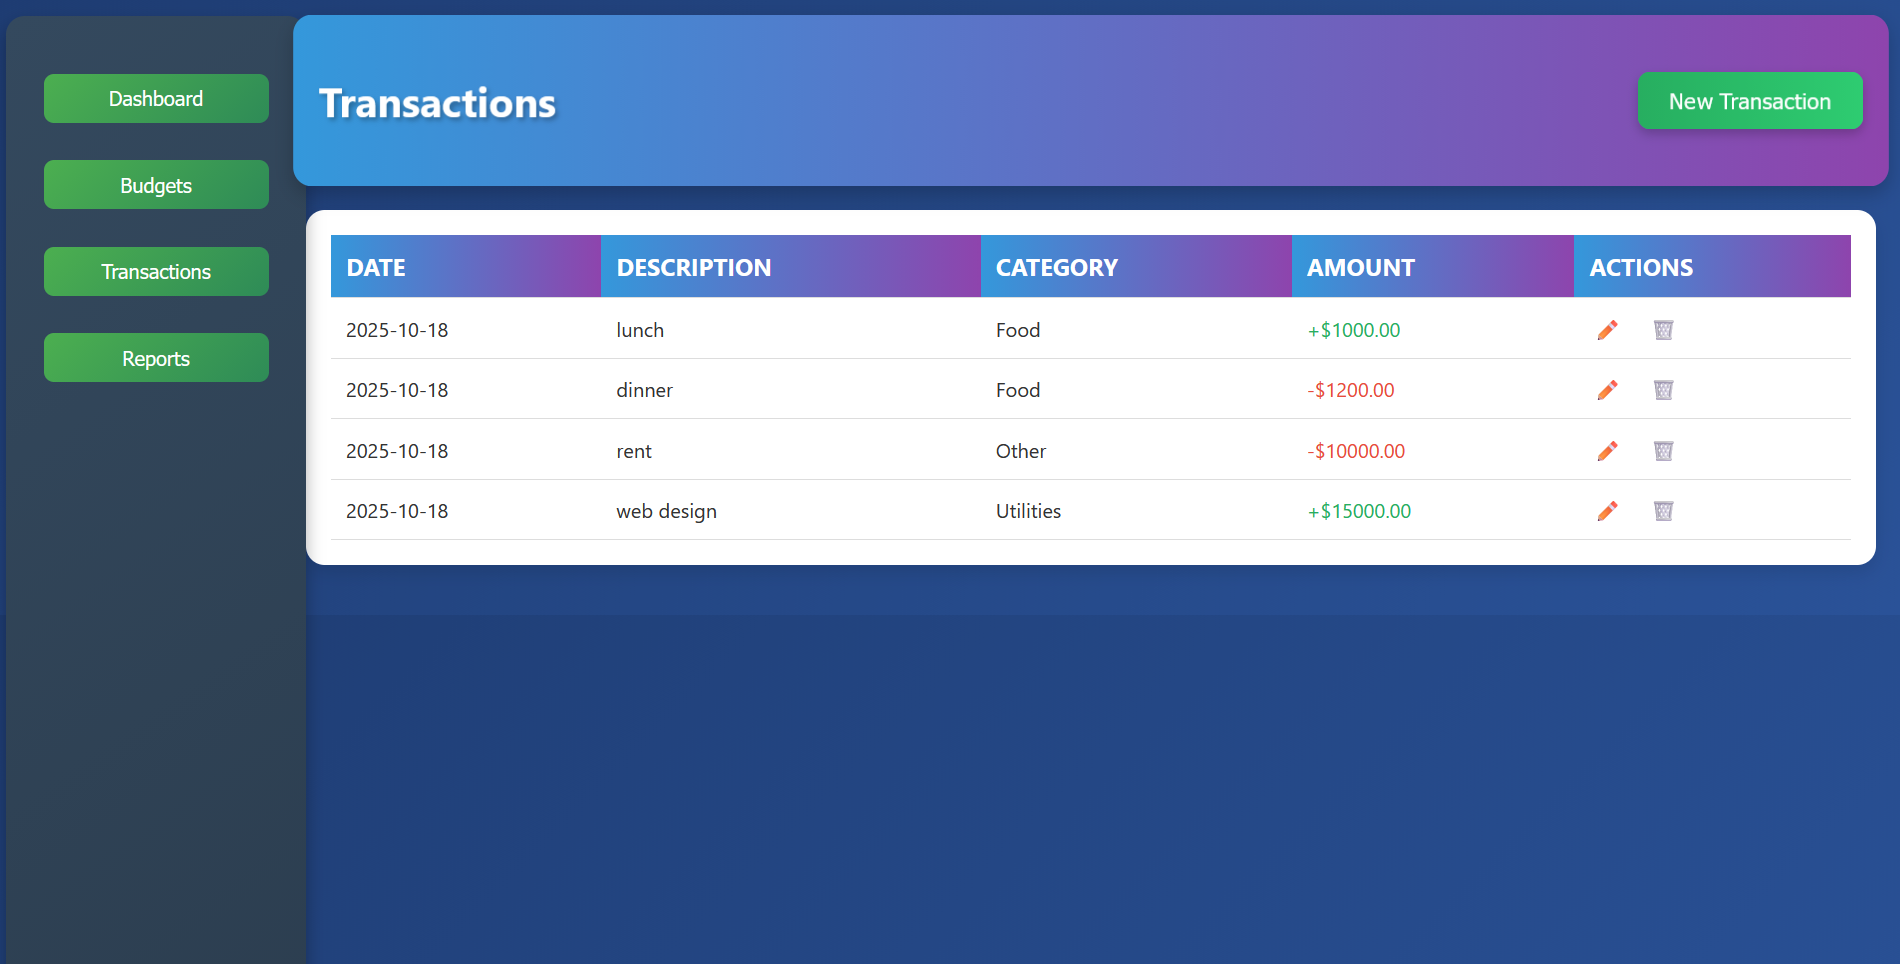 Dashboard
Budgets
Transactions
Reports
Transactions
New Transaction
DATE DESCRIPTION CATEGORY AMOUNT ACTIONS
2025-10-18 lunch Food +$1000.00
2025-10-18 dinner Food -$1200.00
2025-10-18 rent Other -$10000.00
2025-10-18 web design Utilities +$15000.00